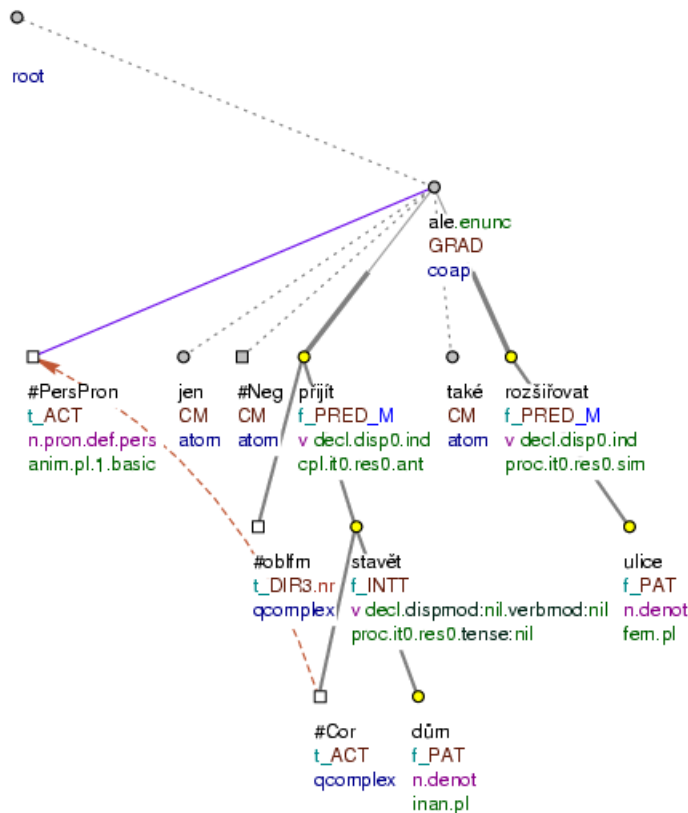 root
ale.enunc
GRAD
coap
#PersPron
t_ACT
n.pron.def.pers
anim.pl.1.basic
jen
CM
atom
#Neg
CM
atom
přijít
f_PRED_M
v decl.disp0.ind
cpl.it0.res0.ant
také
CM
atom
rozšiřovat
f_PRED_M
v decl.disp0.ind
proc.it0.res0.sim
#oblfm
t_DIR3.nr
qcomplex
stavět
f_INTT
v decl.dispmod:nil.verbmod:nil
proc.it0.res0.tense:nil
ulice
f_PAT
n.denot
fem.pl
#Cor
t_ACT
qcomplex
dům
f_PAT
n.denot
inan.pl